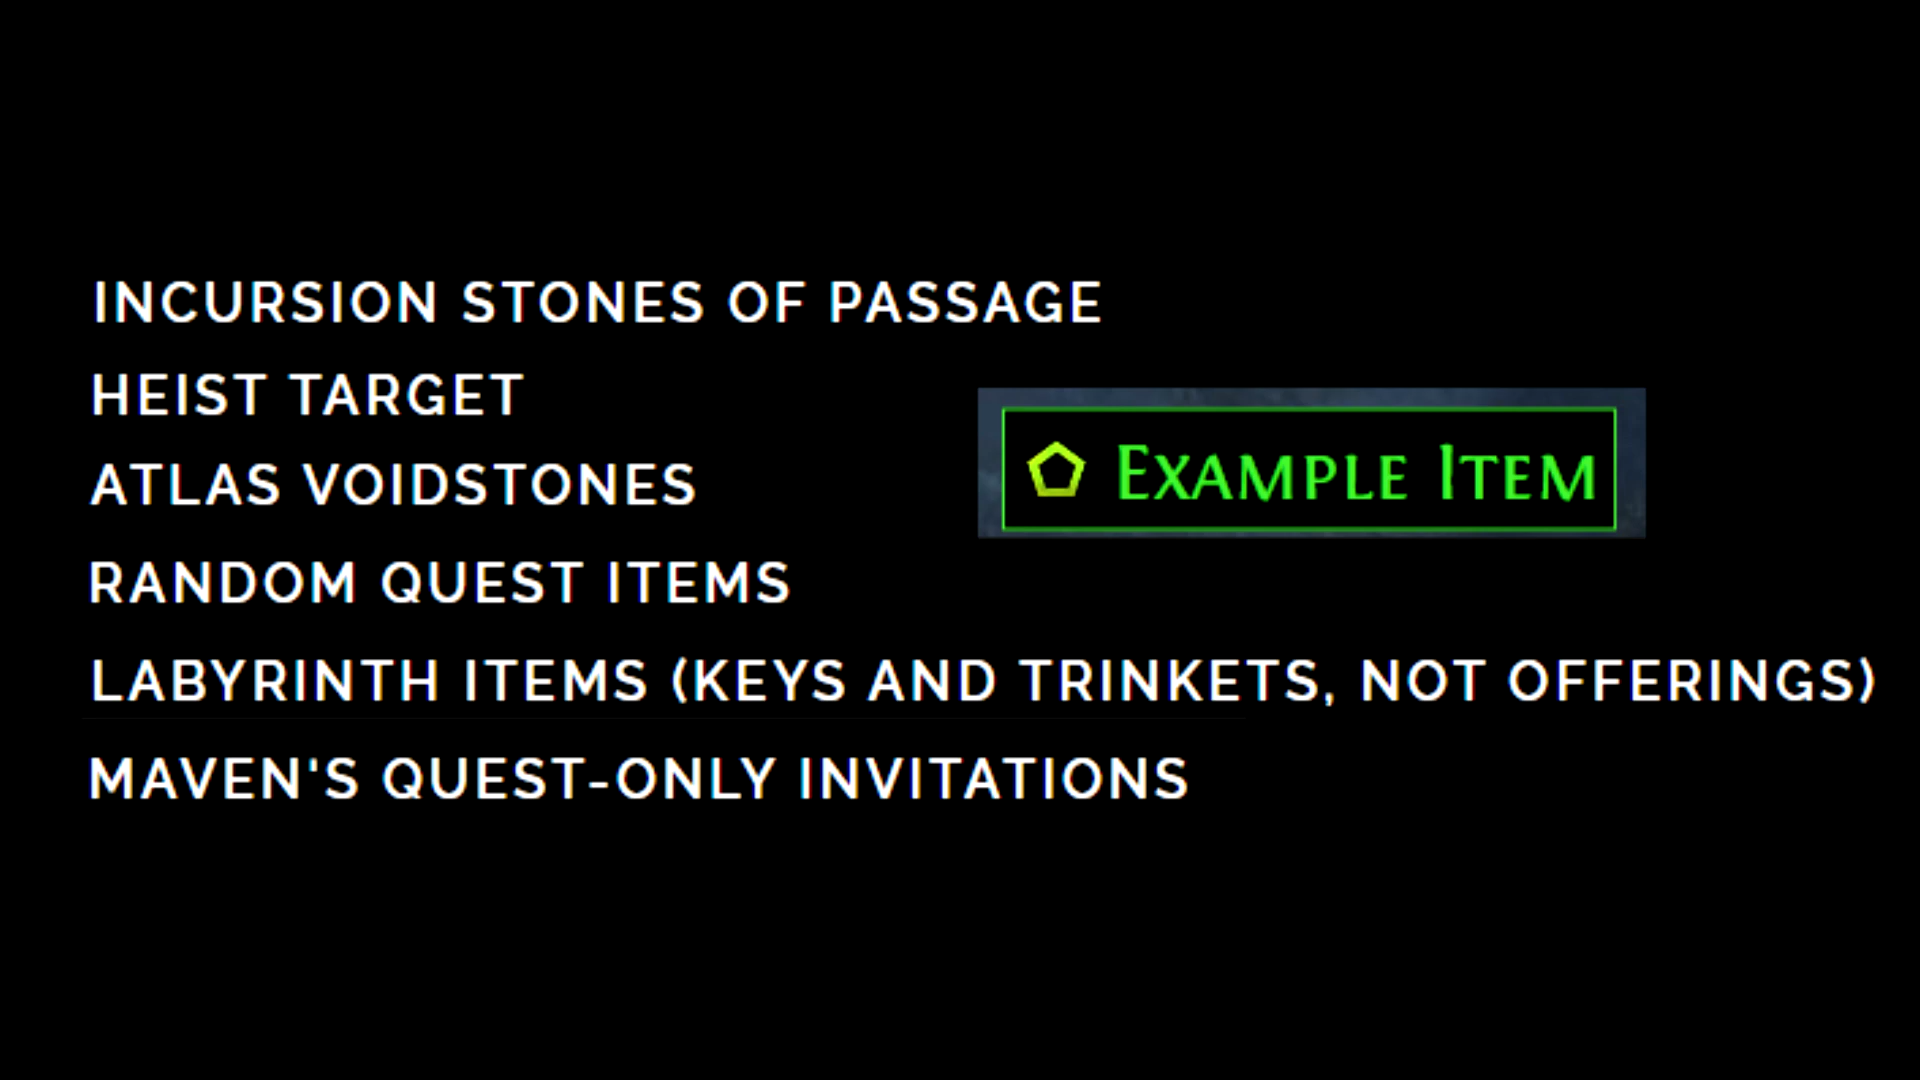 INCURSION STONES OF PASSAGE
HEIST TARGET
EXAMPLE ITEM
ATLAS VOIDSTONES
RANDOM QUEST ITEMS
LABYRINTH ITEMS (KEYS AND TRINKETS, NOT OFFERINGS)
MAVEN'S QUEST-ONLY INVITATIONS